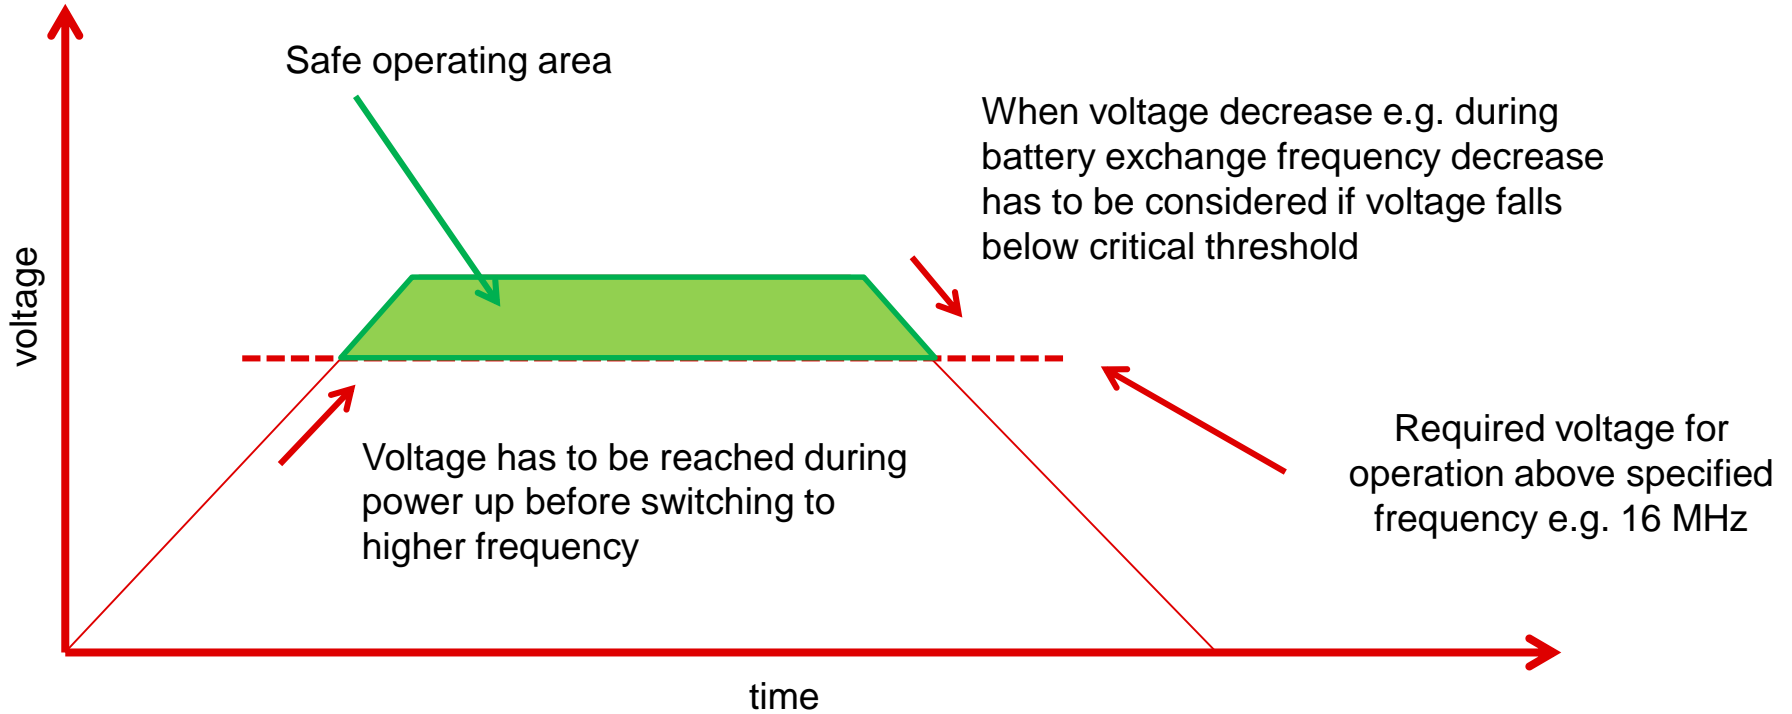 Safe operating area
When voltage decrease e.g. during
battery exchange frequency decrease
has to be considered if voltage falls
below critical threshold
voltage
Voltage has to be reached during
power up before switching to
higher frequency
Required voltage for
operation above specified
frequency e.g. 16 MHz
time